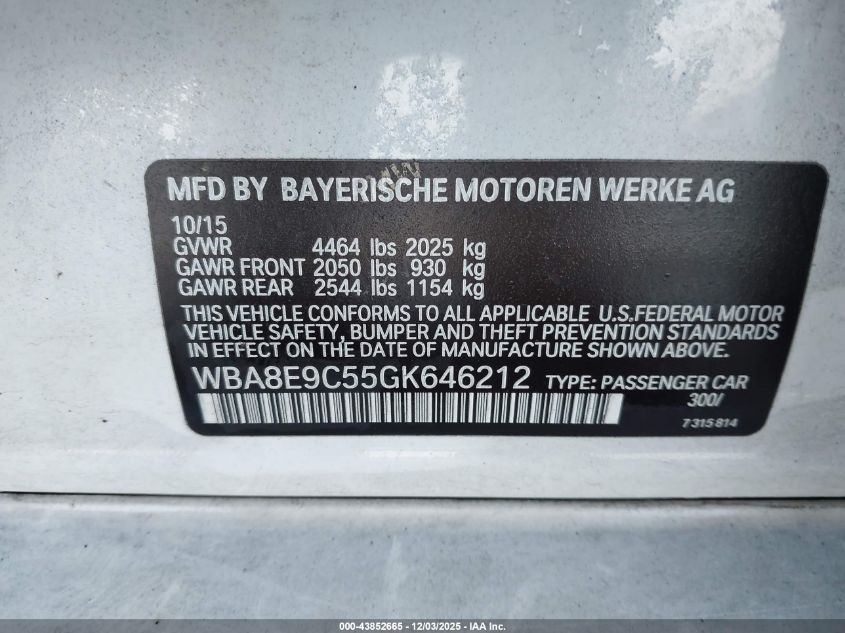 MFD BY BAYERISCHE MOTOREN WERKE AG
10/15
GVWR 4464 lbs 2025 kg
GAWR FRONT 2050 lbs 930 kg
GAWR REAR 2544 lbs 1154 kg
THIS VEHICLE CONFORMS TO ALL APPLICABLE U.S.FEDERAL MOTOR
VEHICLE SAFETY, BUMPER AND THEFT PREVENTION STANDARDS
IN EFFECT ON THE DATE OF MANUFACTURE SHOWN ABOVE.
WBA8E9C55GK646212 TYPE: PASSENGER CAR
300/
7315814
000-43852665 - 12/03/2025 - IAA Inc.